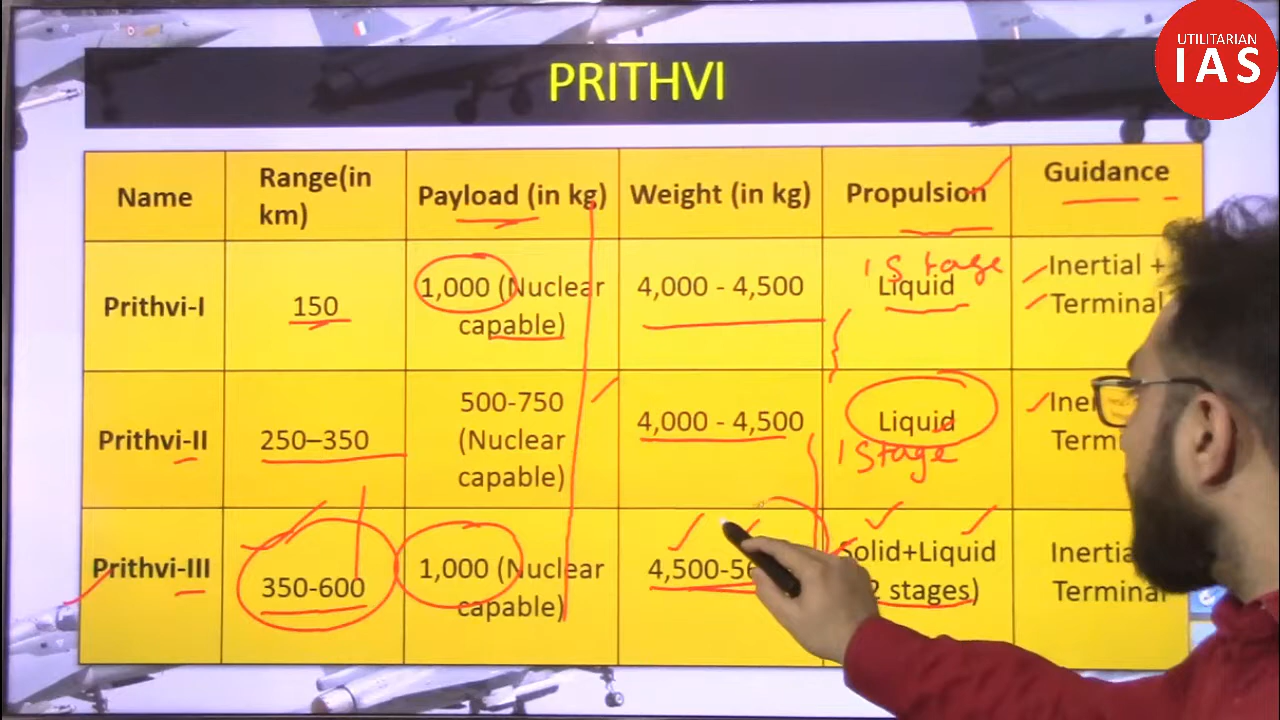 UTILITARIAN
IAS
PRITHVI
Name
Range(in
km)
Payload (in kg)
Weight (in kg)
Propulsion
Guidance
Prithvi-I
150
1,000 (Nuclear
capable)
4,000 - 4,500
1 Stage
Liquid
Inertial +
Terminal
Prithvi-II
250–350
500-750
(Nuclear
capable)
4,000 - 4,500
Liquid
1 Stage
Prithvi-III
350-600
1,000 (Nuclear
capable)
Solid+Liquid
stages)
Terminal